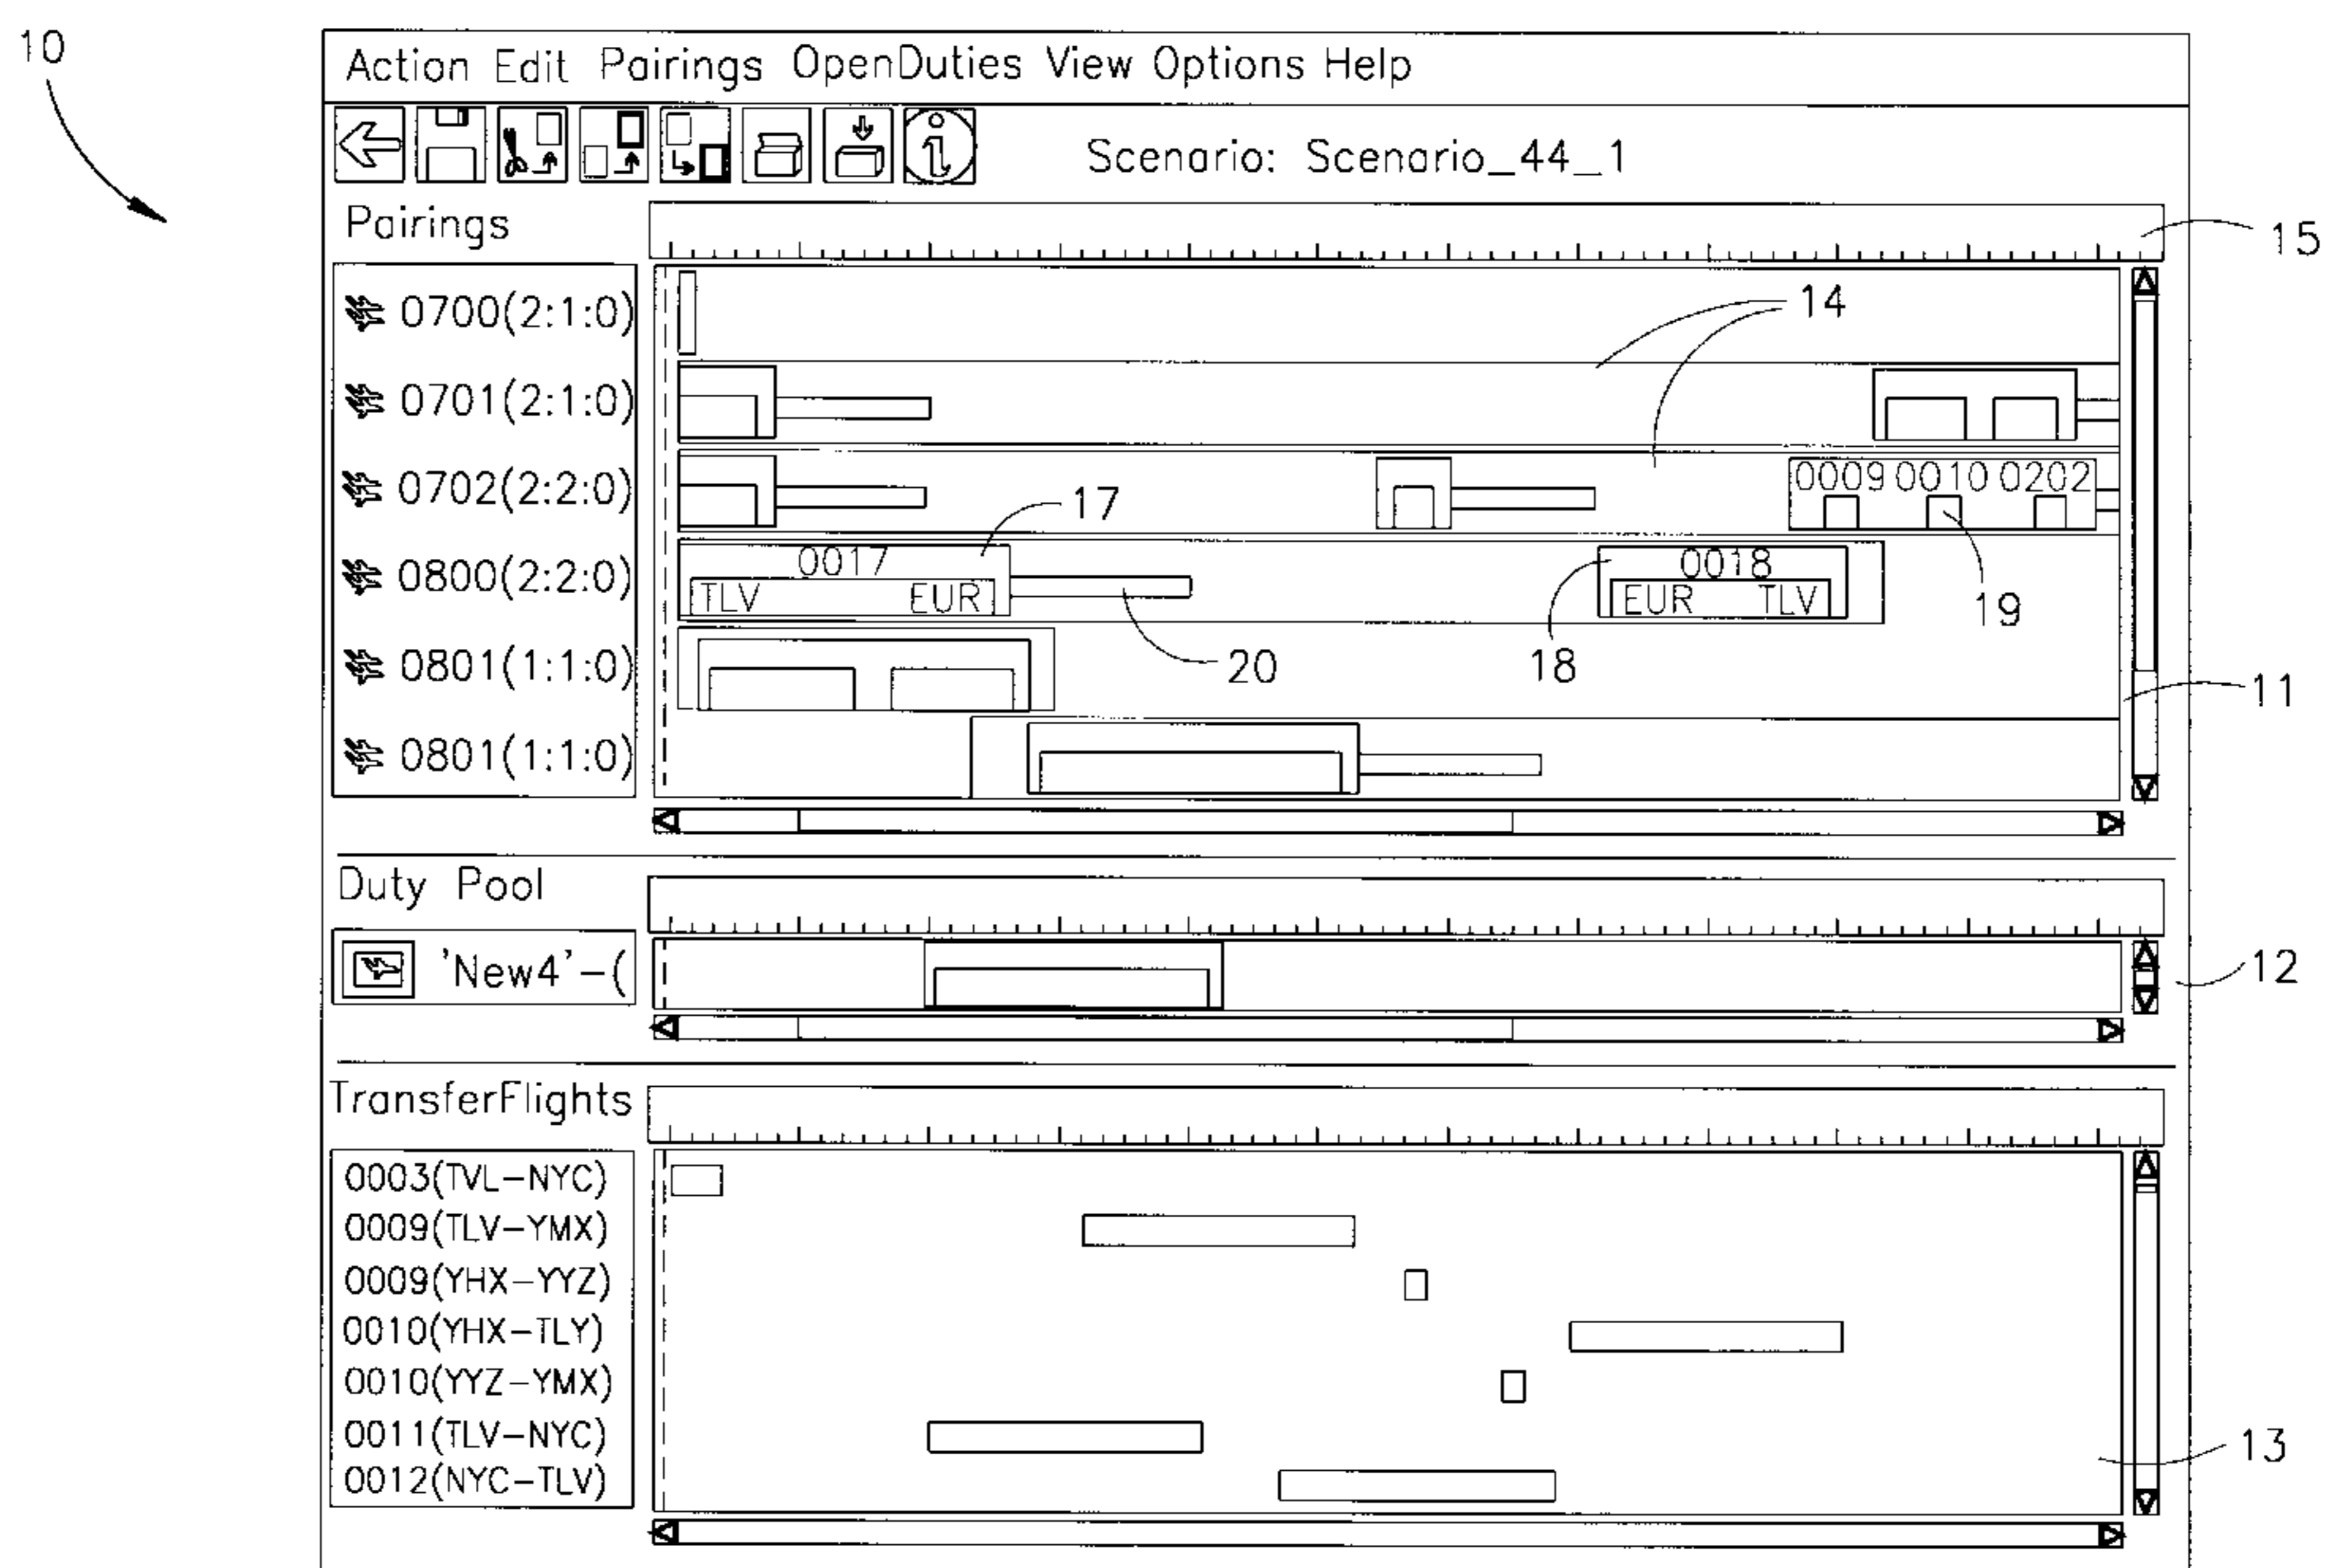 10
Action Edit Pairings OpenDuties View Options Help
i
Scenario: Scenario_44_1
Pairings
15
0700(2:1:0)
14
0701(2:1:0)
0702(2:2:0)
0009 0010 0202
17
0800(2:2:0)
0017
TLV EUR
0018
EUR TLV
19
0801(1:1:0)
20
18
11
0801(1:1:0)
Duty Pool
'New4'-(
12
TransferFlights
0003(TVL-NYC)
0009(TLV-YMX)
0009(YHX-YYZ)
0010(YHX-TLY)
0010(YYZ-YMX)
0011(TLV-NYC)
13
0012(NYC-TLV)